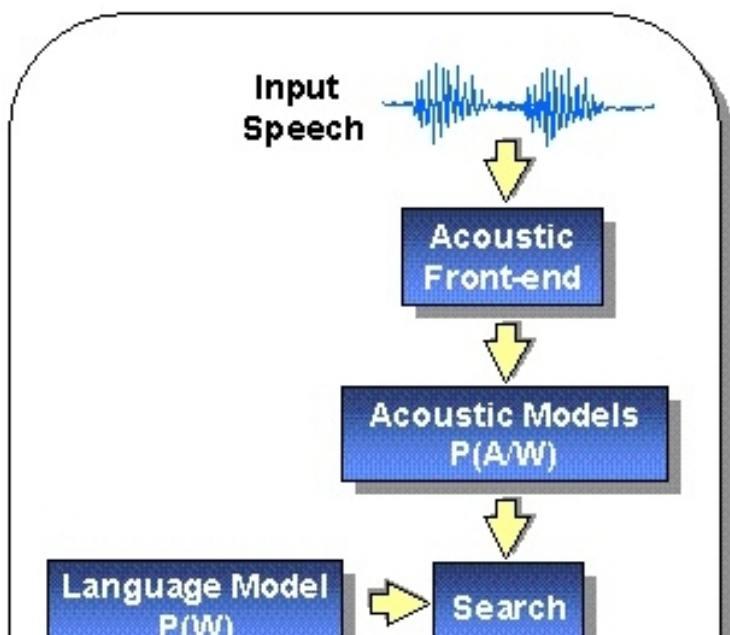 Input
Speech
Acoustic
Front-end
Acoustic Models
P(A/W)
Language Model
P(W)
Search